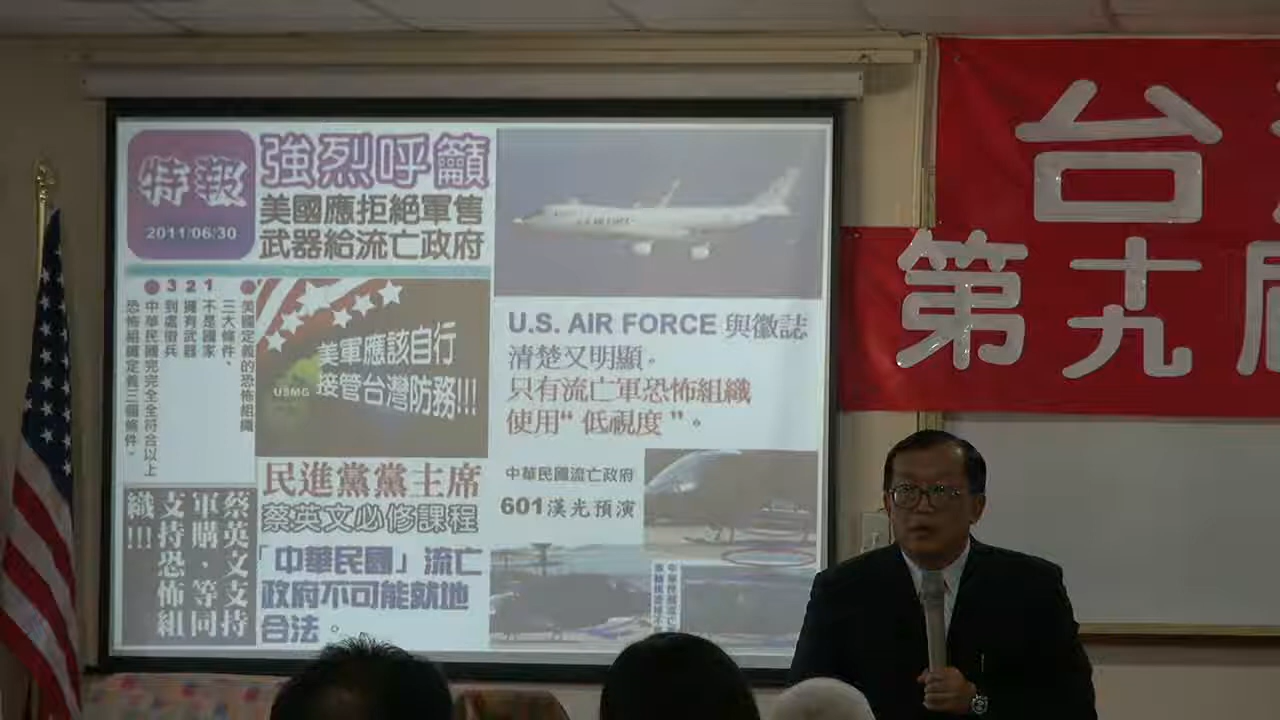 特報
2011/06/30
強烈呼籲
美國應拒絕軍售
武器給流亡政府
美國定義的恐怖組織
三大條件、
1 不是國家
2 擁有武器
3 到處徵兵
中華民國完完全全符合以上
恐怖組織定義三個條件。
美軍應該自行
接管台灣防務!!!
USMG
U.S. AIR FORCE
U.S. AIR FORCE 與徽誌
清楚又明顯。
只有流亡軍恐怖組織
使用“ 低視度 ”。
民進黨黨主席
蔡英文必修課程
「中華民國」流亡
政府不可能就地
合法。
蔡英文支持
軍購．等同
支持恐怖組
織!!!
中華民國流亡政府
601漢光預演
台
第十九屆